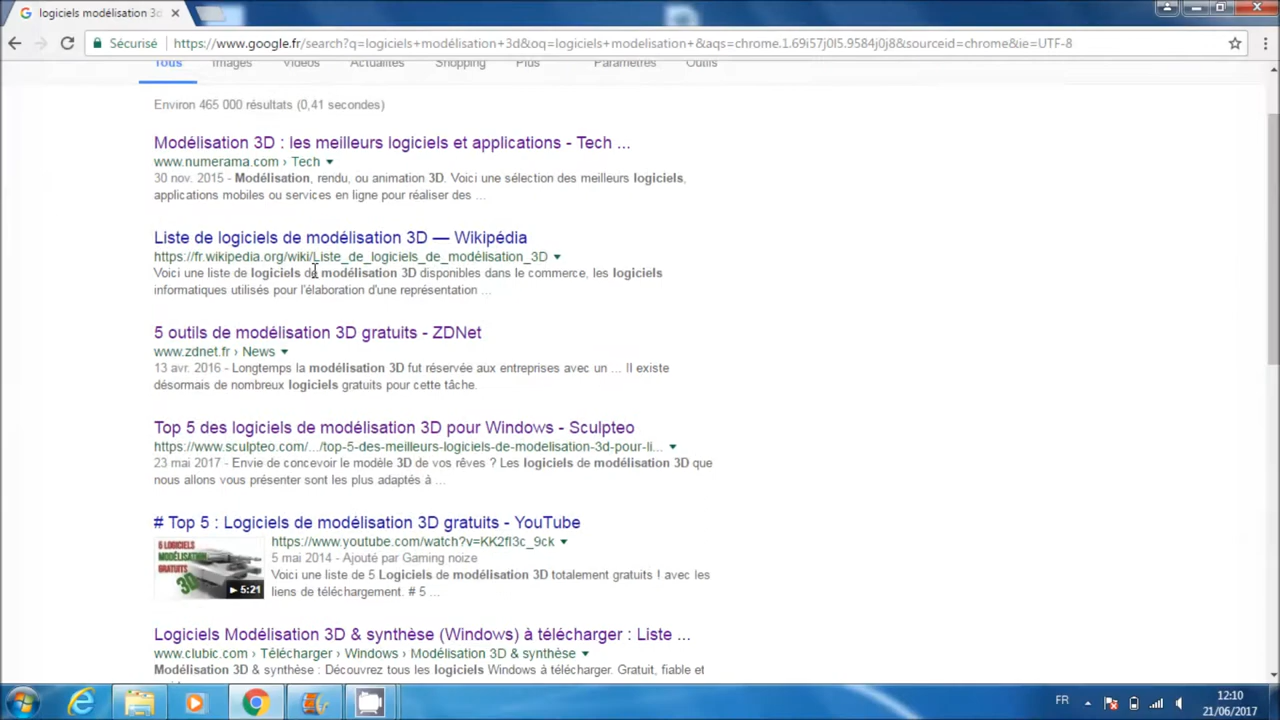 logiciels modélisation 3d
Sécurisé
https://www.google.fr/search?q=logiciels+modélisation+3d&oq=logiciels+modelisation+&aqs=chrome.1.69i57j0l5.9584j0j8&sourceid=chrome&ie=UTF-8
Tous Images Vidéos Actualités Shopping Plus Paramètres Outils
Environ 465 000 résultats (0,41 secondes)
Modélisation 3D : les meilleurs logiciels et applications - Tech ...
www.numerama.com › Tech
30 nov. 2015 - Modélisation, rendu, ou animation 3D. Voici une sélection des meilleurs logiciels,
applications mobiles ou services en ligne pour réaliser des ...
Liste de logiciels de modélisation 3D — Wikipédia
https://fr.wikipedia.org/wiki/Liste_de_logiciels_de_modélisation_3D
Voici une liste de logiciels de modélisation 3D disponibles dans le commerce, les logiciels
informatiques utilisés pour l'élaboration d'une représentation ...
5 outils de modélisation 3D gratuits - ZDNet
www.zdnet.fr › News
13 avr. 2016 - Longtemps la modélisation 3D fut réservée aux entreprises avec un ... Il existe
désormais de nombreux logiciels gratuits pour cette tâche.
Top 5 des logiciels de modélisation 3D pour Windows - Sculpteo
https://www.sculpteo.com/.../top-5-des-meilleurs-logiciels-de-modelisation-3d-pour-li...
23 mai 2017 - Envie de concevoir le modèle 3D de vos rêves ? Les logiciels de modélisation 3D que
nous allons vous présenter sont les plus adaptés à ...
# Top 5 : Logiciels de modélisation 3D gratuits - YouTube
https://www.youtube.com/watch?v=KK2fI3c_9ck
5 mai 2014 - Ajouté par Gaming noize
Voici une liste de 5 Logiciels de modélisation 3D totalement gratuits ! avec les
liens de téléchargement. # 5 ...
LOGICIELS
MODÉLISATION
GRATUITS
3D
5:21
Logiciels Modélisation 3D & synthèse (Windows) à télécharger : Liste ...
www.clubic.com › Télécharger › Windows › Modélisation 3D & synthèse
Modélisation 3D & synthèse : Découvrez tous les logiciels Windows à télécharger. Gratuit, fiable et
FR
12:10
21/06/2017